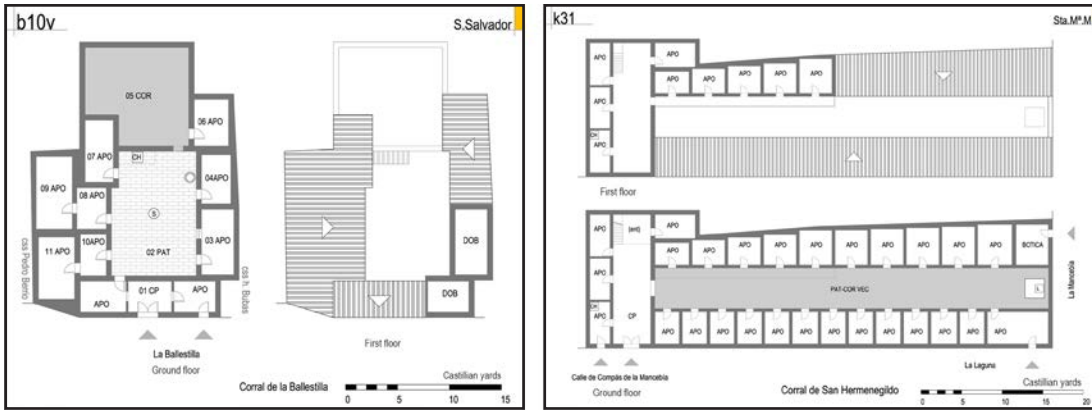 b10v
S.Salvador
05 COR
06 APO
07 APO
CH
04APO
09 APO
08 APO
S
03 APO
11 APO
10APO
02 PAT
css Pedro Berrio
css h. Bubas
APO
01 CP
APO
La Ballestilla
Ground floor
DOB
DOB
First floor
Corral de la Ballestilla
Castillian yards
0 5 10 15
k31
Sta.Mª.M
APO
APO
APO APO APO APO APO
APO
CH
APO
First floor
APO
(ent)
APO
APO APO APO APO APO APO APO APO APO APO
BOTICA
La Mancebía
APO
PAT-COR VEC
L
CH
APO
CP
APO APO APO APO APO APO APO APO APO APO APO APO APO
La Laguna
Calle de Compás de la Mancebía
Ground floor
Corral de San Hermenegildo
Castillian yards
0 5 10 15 20